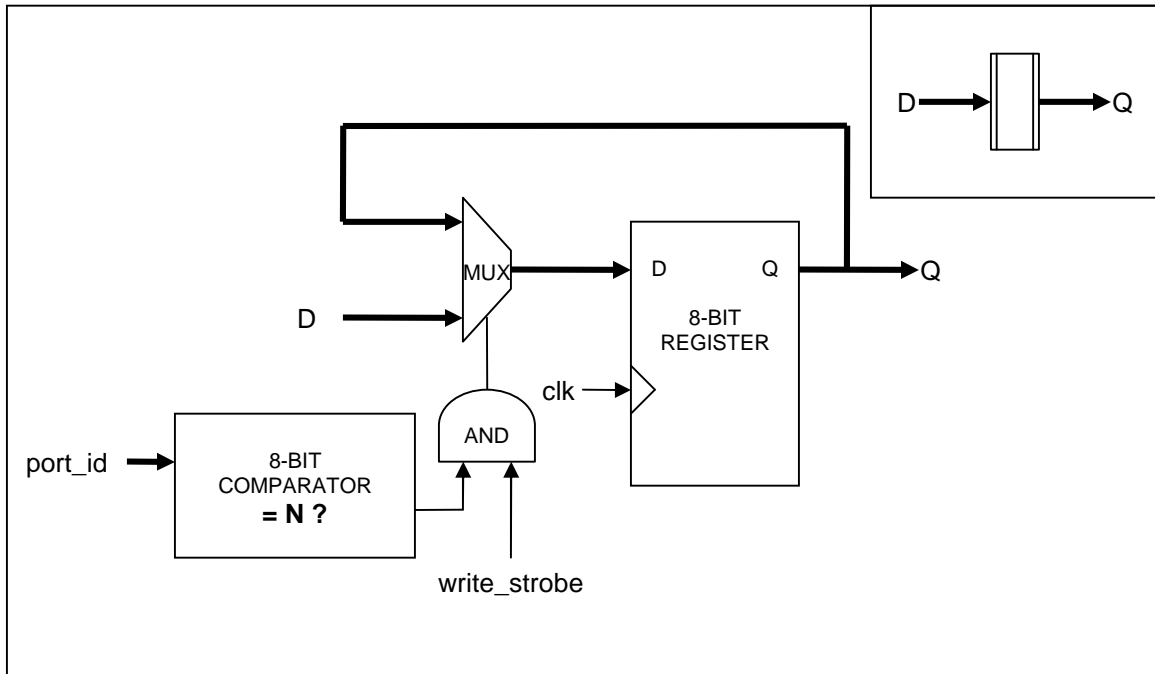 D
Q
MUX
D
Q
Q
8-BIT
REGISTER
D
clk
AND
port_id
8-BIT
COMPARATOR
= N ?
write_strobe